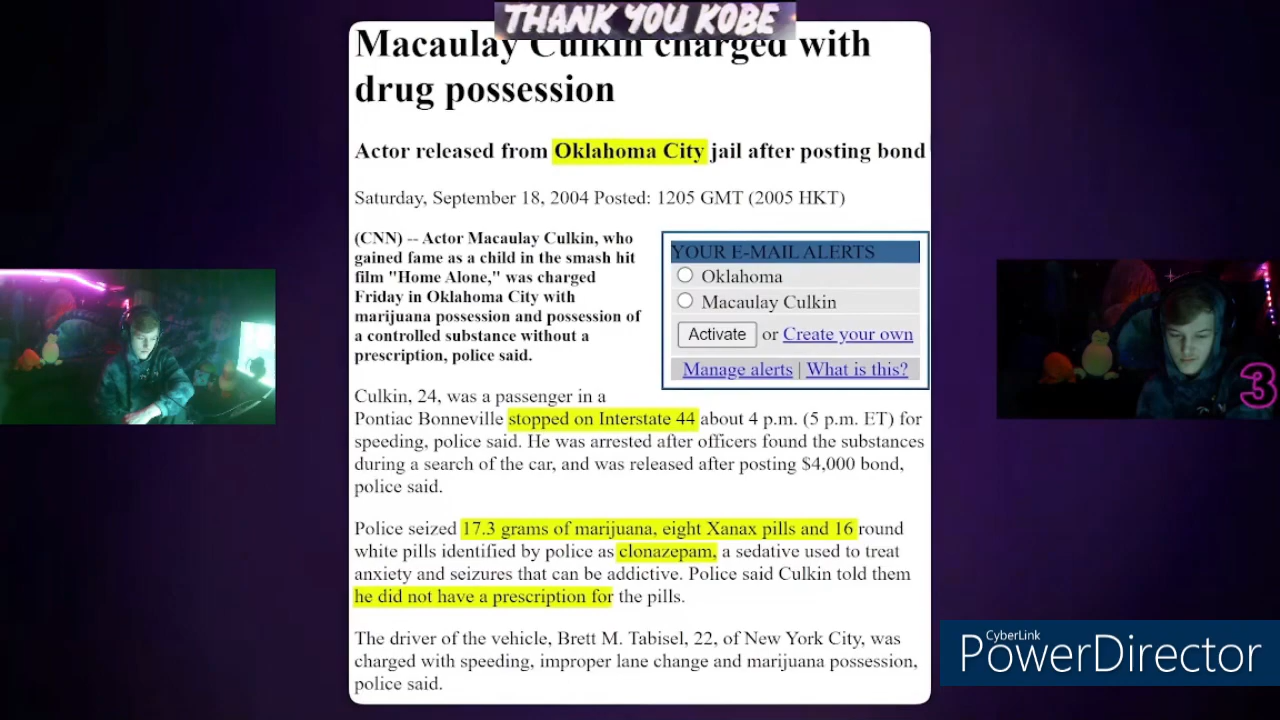 THANK YOU KOBE
Macaulay Culkin charged with
drug possession
Actor released from Oklahoma City jail after posting bond
Saturday, September 18, 2004 Posted: 1205 GMT (2005 HKT)
(CNN) -- Actor Macaulay Culkin, who
gained fame as a child in the smash hit
film "Home Alone," was charged
Friday in Oklahoma City with
marijuana possession and possession of
a controlled substance without a
prescription, police said.
YOUR E-MAIL ALERTS
Oklahoma
Macaulay Culkin
Activate or Create your own
Manage alerts | What is this?
Culkin, 24, was a passenger in a
Pontiac Bonneville stopped on Interstate 44 about 4 p.m. (5 p.m. ET) for
speeding, police said. He was arrested after officers found the substances
during a search of the car, and was released after posting $4,000 bond,
police said.
Police seized 17.3 grams of marijuana, eight Xanax pills and 16 round
white pills identified by police as clonazepam, a sedative used to treat
anxiety and seizures that can be addictive. Police said Culkin told them
he did not have a prescription for the pills.
The driver of the vehicle, Brett M. Tabisel, 22, of New York City, was
charged with speeding, improper lane change and marijuana possession,
police said.
3
CyberLink
PowerDirector